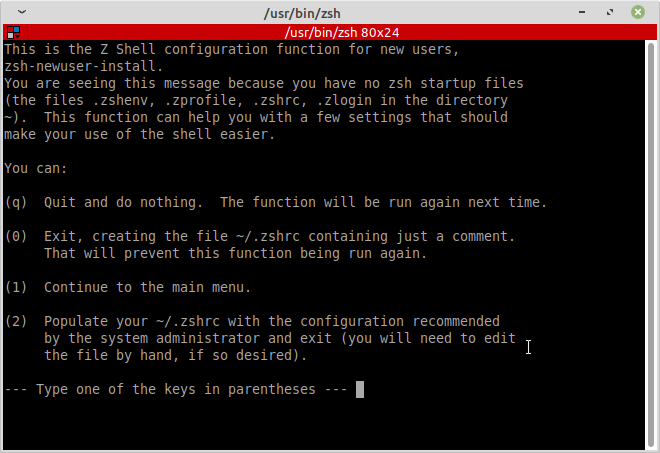 /usr/bin/zsh
/usr/bin/zsh 80x24
This is the Z Shell configuration function for new users,
zsh-newuser-install.
You are seeing this message because you have no zsh startup files
(the files .zshenv, .zprofile, .zshrc, .zlogin in the directory
~).  This function can help you with a few settings that should
make your use of the shell easier.

You can:

(q)  Quit and do nothing.  The function will be run again next time.

(0)  Exit, creating the file ~/.zshrc containing just a comment.
     That will prevent this function being run again.

(1)  Continue to the main menu.

(2)  Populate your ~/.zshrc with the configuration recommended
     by the system administrator and exit (you will need to edit
     the file by hand, if so desired).

--- Type one of the keys in parentheses ---